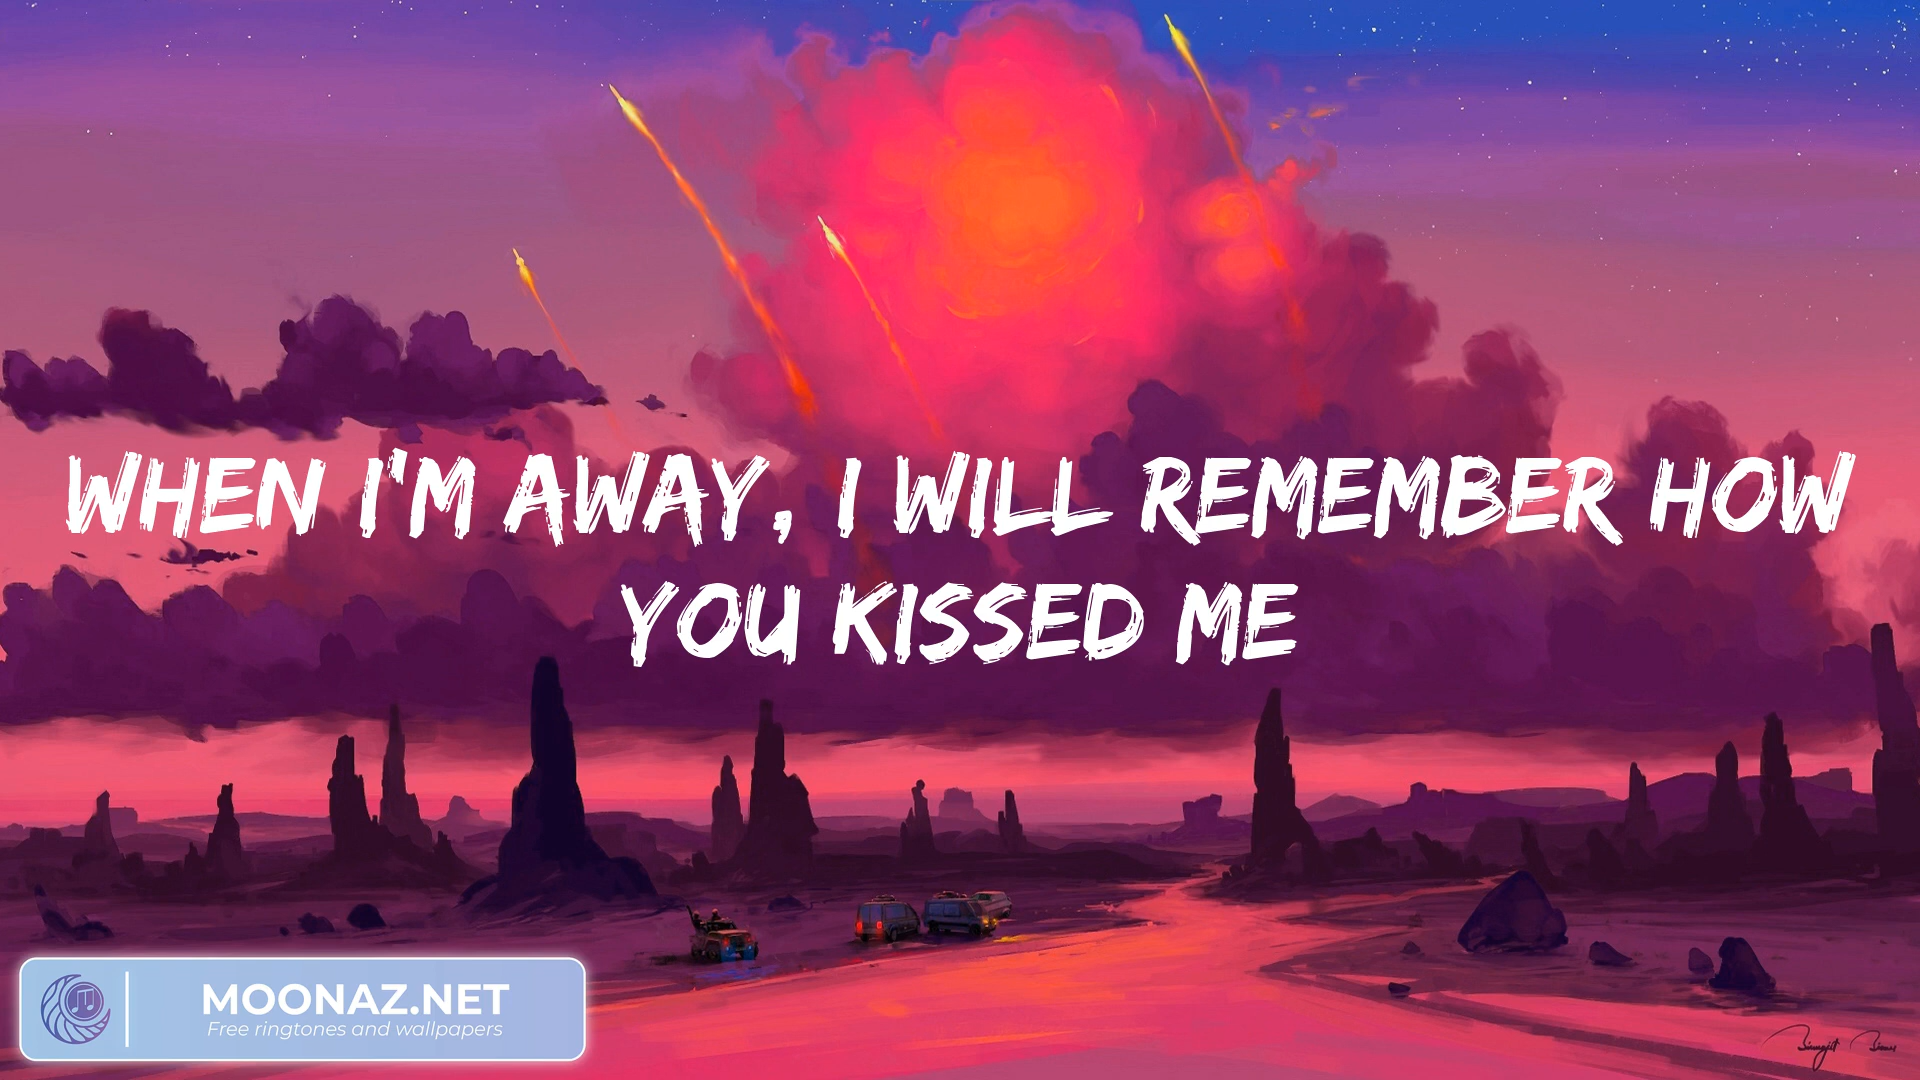 WHEN I'M AWAY, I WILL REMEMBER HOW
YOU KISSED ME
MOONAZ.NET
Free ringtones and wallpapers